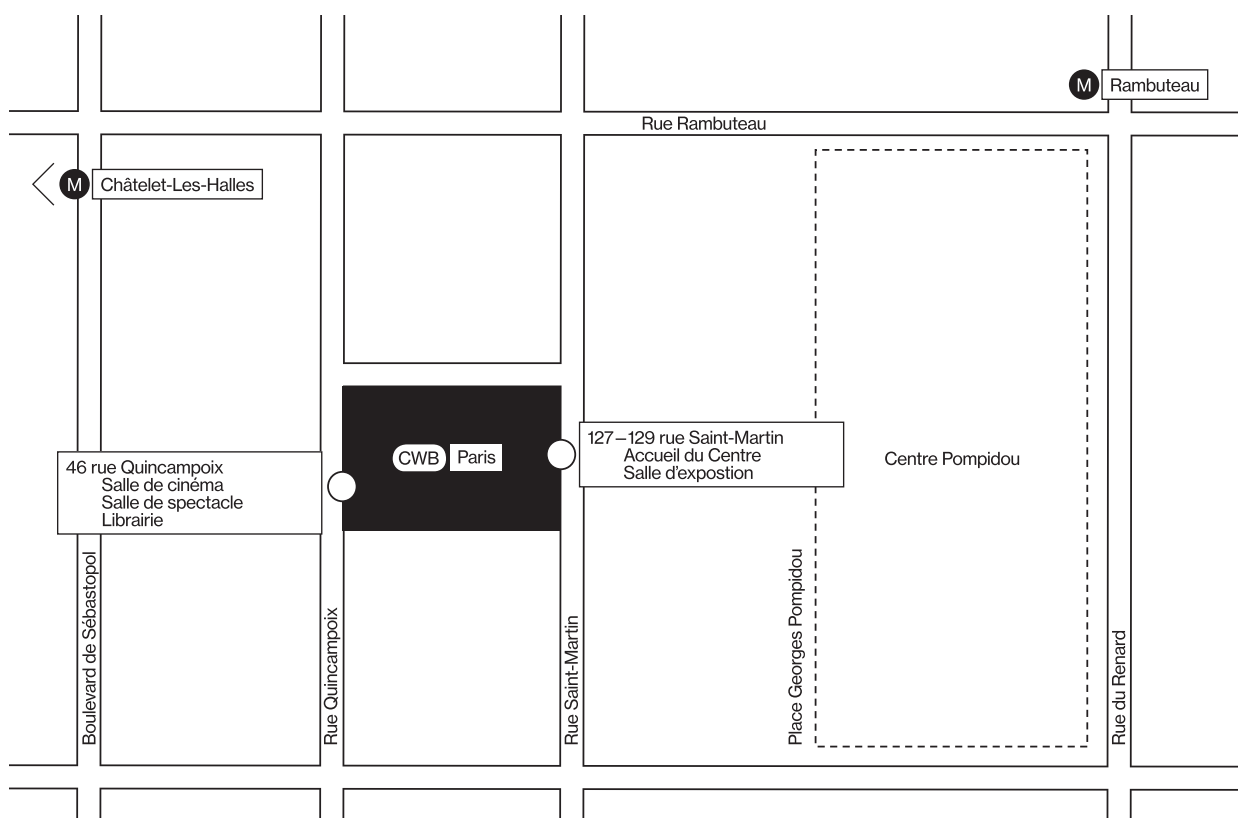 M Rambuteau
Rue Rambuteau
M Châtelet-Les-Halles
127–129 rue Saint-Martin
Accueil du Centre
Salle d’expostion
CWB Paris
Centre Pompidou
46 rue Quincampoix
Salle de cinéma
Salle de spectacle
Librairie
Boulevard de Sébastopol
Rue Quincampoix
Rue Saint-Martin
Place Georges Pompidou
Rue du Renard